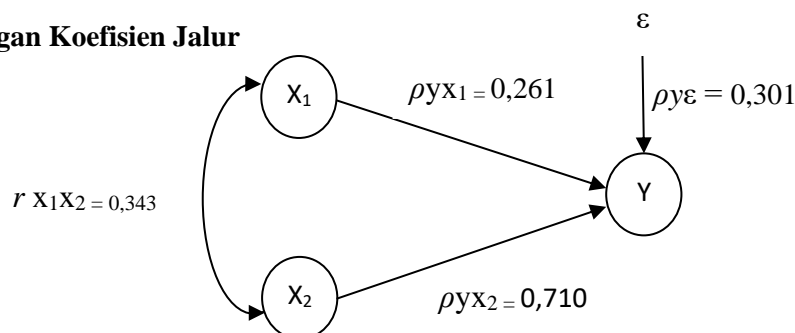 gan Koefisien Jalur
ε
X₁
ρyx₁ = 0,261
ρyε = 0,301
r x₁x₂ = 0,343
Y
X₂
ρyx₂ = 0,710